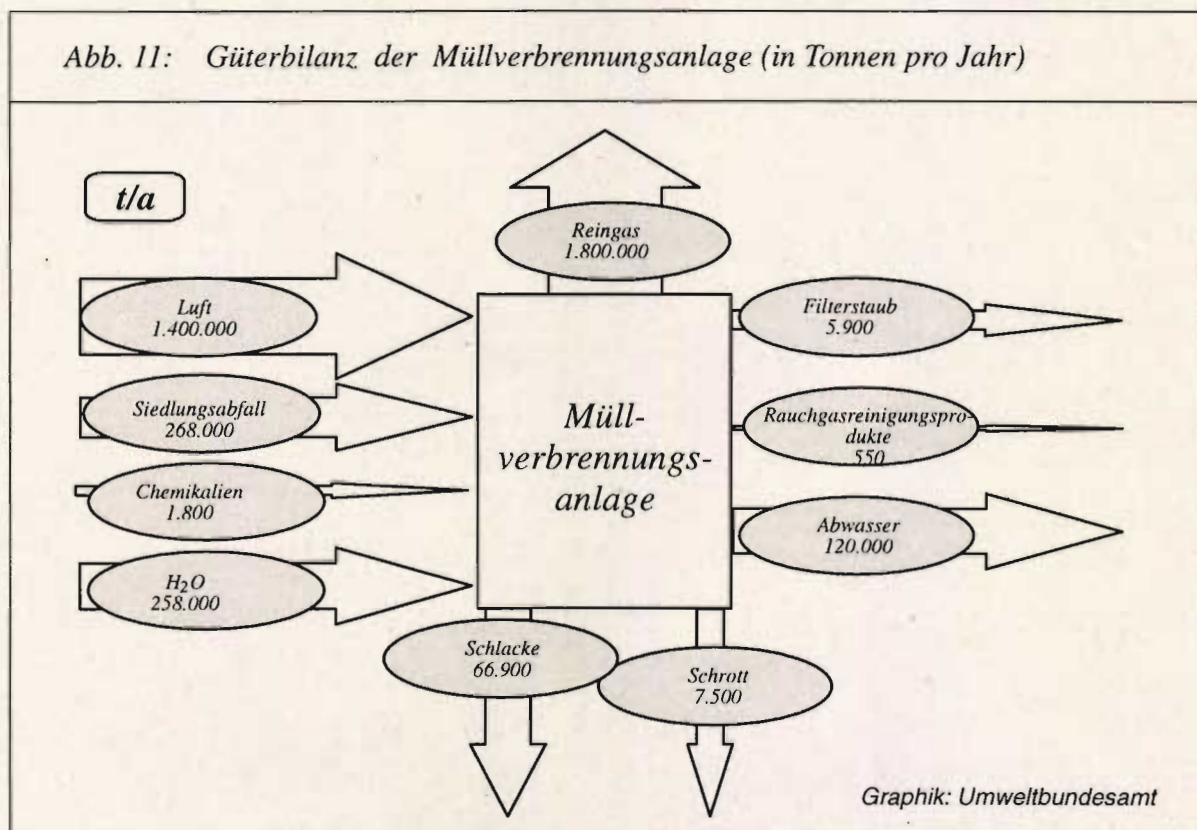 Abb. 11: Güterbilanz der Müllverbrennungsanlage (in Tonnen pro Jahr)
t/a
Reingas
1.800.000
Luft
1.400.000
Siedlungsabfall
268.000
Chemikalien
1.800
H₂O
258.000
Müll-
verbrennungs-
anlage
Filterstaub
5.900
Rauchgasreinigungspro-
dukte
550
Abwasser
120.000
Schlacke
66.900
Schrott
7.500
Graphik: Umweltbundesamt